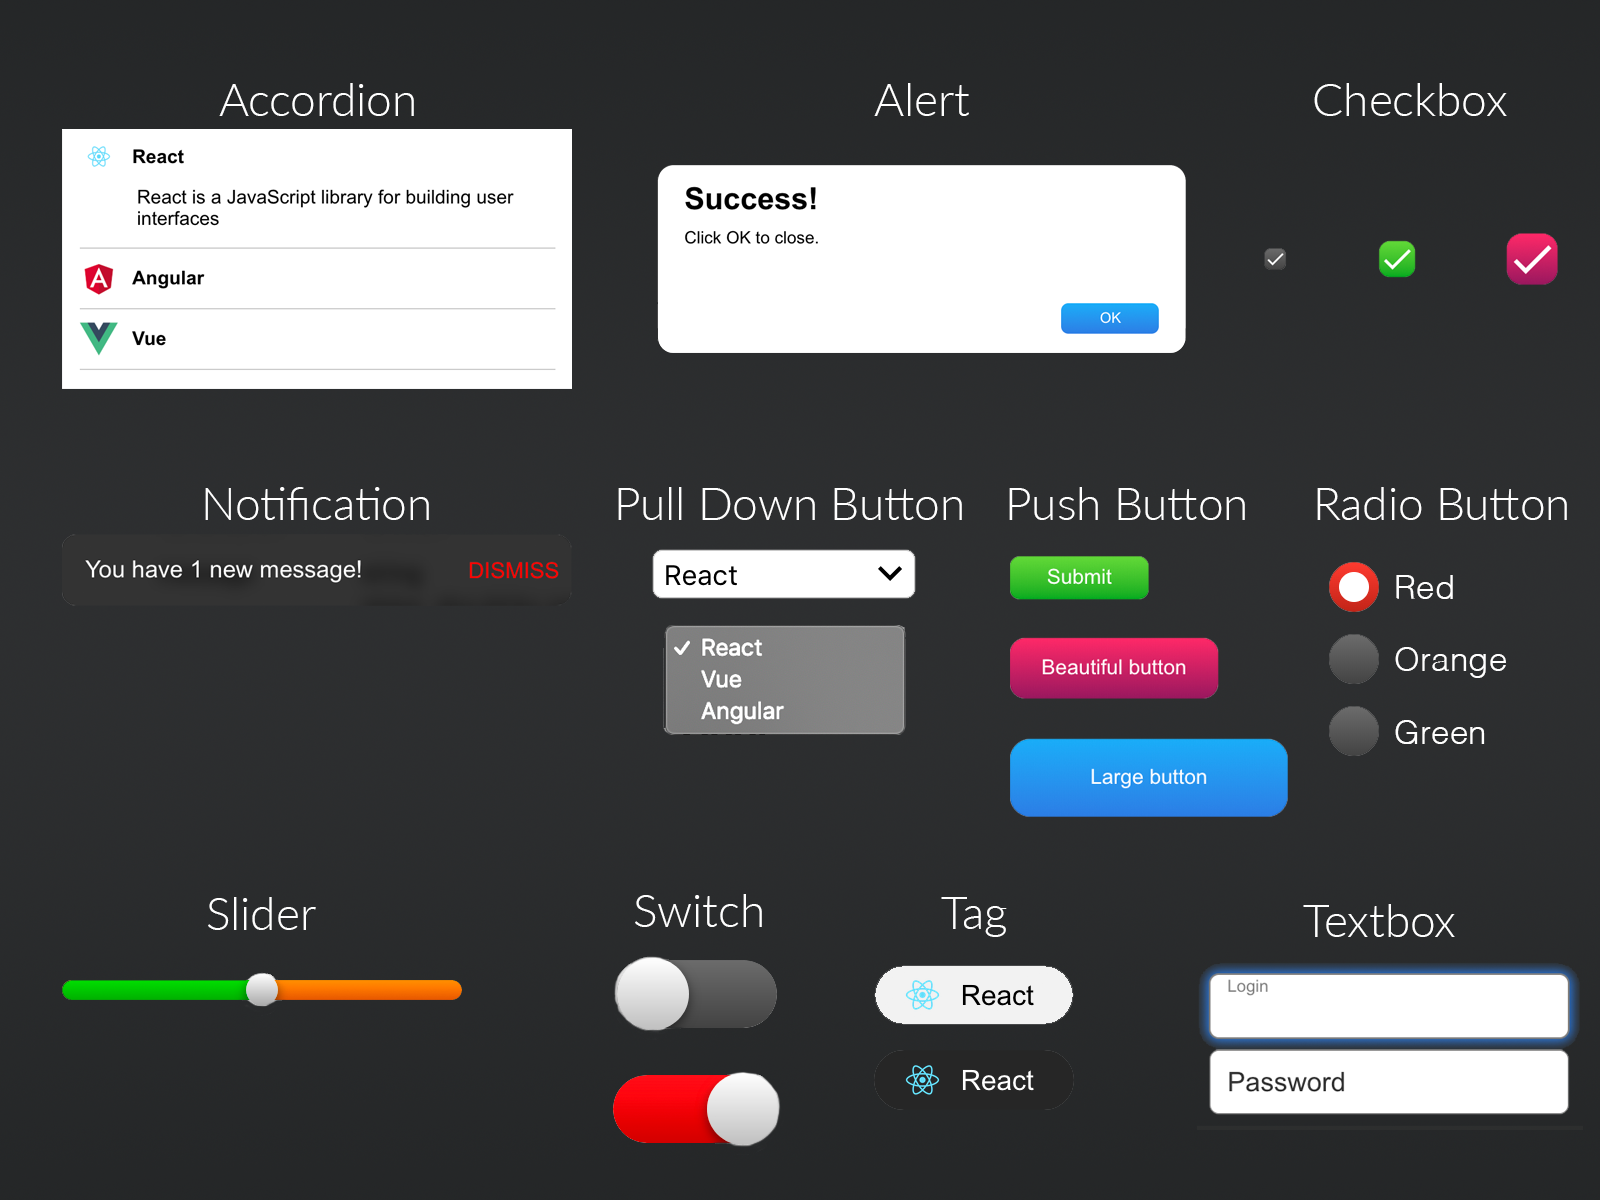 Accordion
React
React is a JavaScript library for building user
interfaces
Angular
Vue
Alert
Success!
Click OK to close.
OK
Checkbox
Notification
You have 1 new message!
DISMISS
Pull Down Button
React
React
Vue
Angular
Push Button
Submit
Beautiful button
Large button
Radio Button
Red
Orange
Green
Slider
Switch
Tag
React
React
Textbox
Login
Password